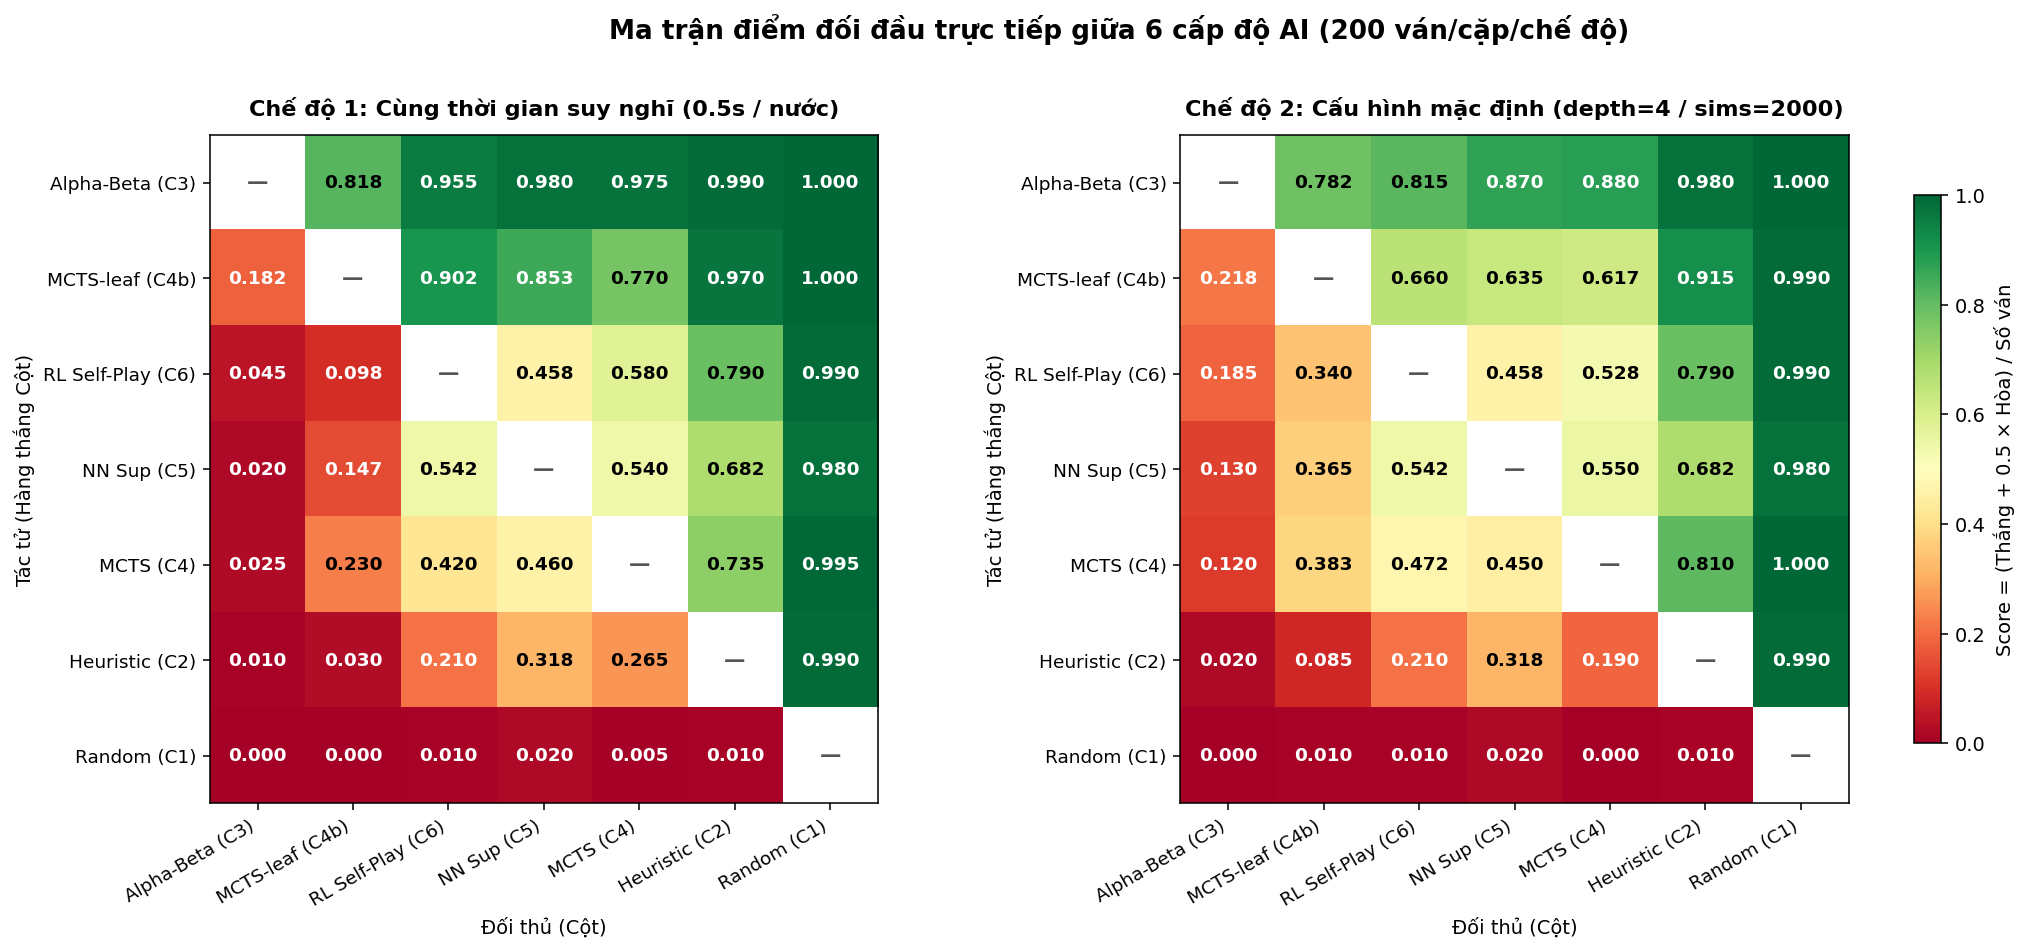 Ma trận điểm đối đầu trực tiếp giữa 6 cấp độ AI (200 ván/cặp/chế độ)
Chế độ 1: Cùng thời gian suy nghĩ (0.5s / nước)
Tác tử (Hàng thắng Cột)
Alpha-Beta (C3) — 0.818 0.955 0.980 0.975 0.990 1.000
MCTS-leaf (C4b) 0.182 — 0.902 0.853 0.770 0.970 1.000
RL Self-Play (C6) 0.045 0.098 — 0.458 0.580 0.790 0.990
NN Sup (C5) 0.020 0.147 0.542 — 0.540 0.682 0.980
MCTS (C4) 0.025 0.230 0.420 0.460 — 0.735 0.995
Heuristic (C2) 0.010 0.030 0.210 0.318 0.265 — 0.990
Random (C1) 0.000 0.000 0.010 0.020 0.005 0.010 —
Alpha-Beta (C3) MCTS-leaf (C4b) RL Self-Play (C6) NN Sup (C5) MCTS (C4) Heuristic (C2) Random (C1)
Đối thủ (Cột)
Chế độ 2: Cấu hình mặc định (depth=4 / sims=2000)
Tác tử (Hàng thắng Cột)
Alpha-Beta (C3) — 0.782 0.815 0.870 0.880 0.980 1.000
MCTS-leaf (C4b) 0.218 — 0.660 0.635 0.617 0.915 0.990
RL Self-Play (C6) 0.185 0.340 — 0.458 0.528 0.790 0.990
NN Sup (C5) 0.130 0.365 0.542 — 0.550 0.682 0.980
MCTS (C4) 0.120 0.383 0.472 0.450 — 0.810 1.000
Heuristic (C2) 0.020 0.085 0.210 0.318 0.190 — 0.990
Random (C1) 0.000 0.010 0.010 0.020 0.000 0.010 —
Alpha-Beta (C3) MCTS-leaf (C4b) RL Self-Play (C6) NN Sup (C5) MCTS (C4) Heuristic (C2) Random (C1)
Đối thủ (Cột)
1.0
0.8
0.6
0.4
0.2
0.0
Score = (Thắng + 0.5 × Hòa) / Số ván